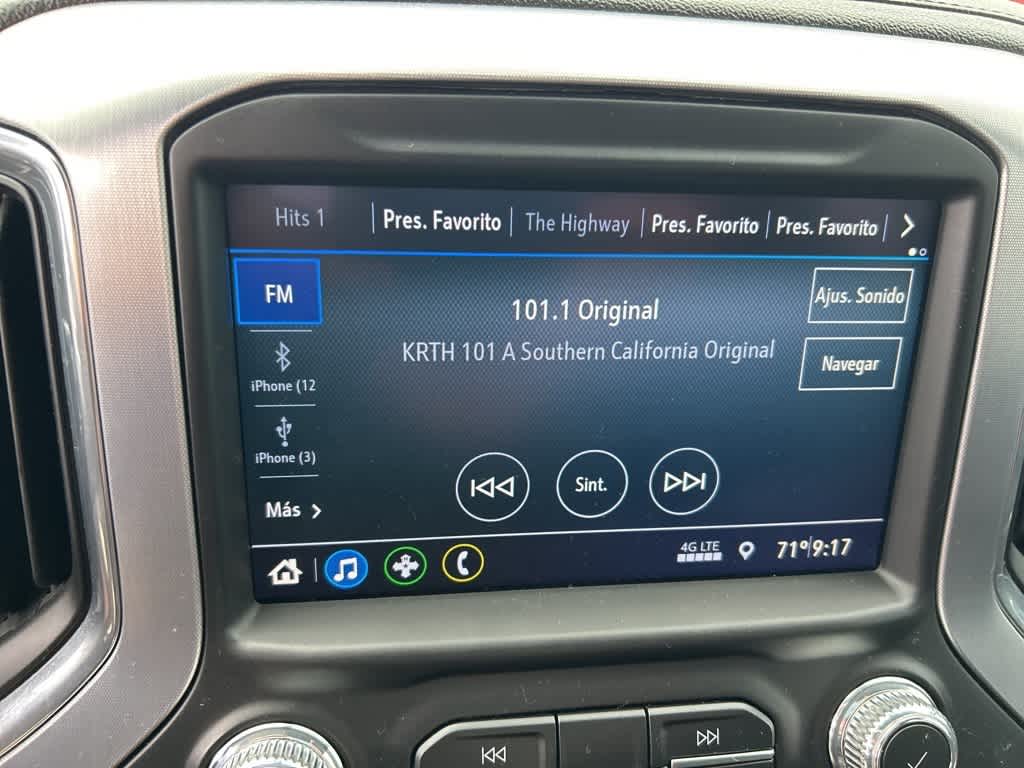 Hits 1 Pres. Favorito The Highway Pres. Favorito Pres. Favorito
FM
Ajus. Sonido
101.1 Original
KRTH 101 A Southern California Original
Navegar
iPhone (12
iPhone (3)
Más
Sint.
4G LTE
71° 9:17